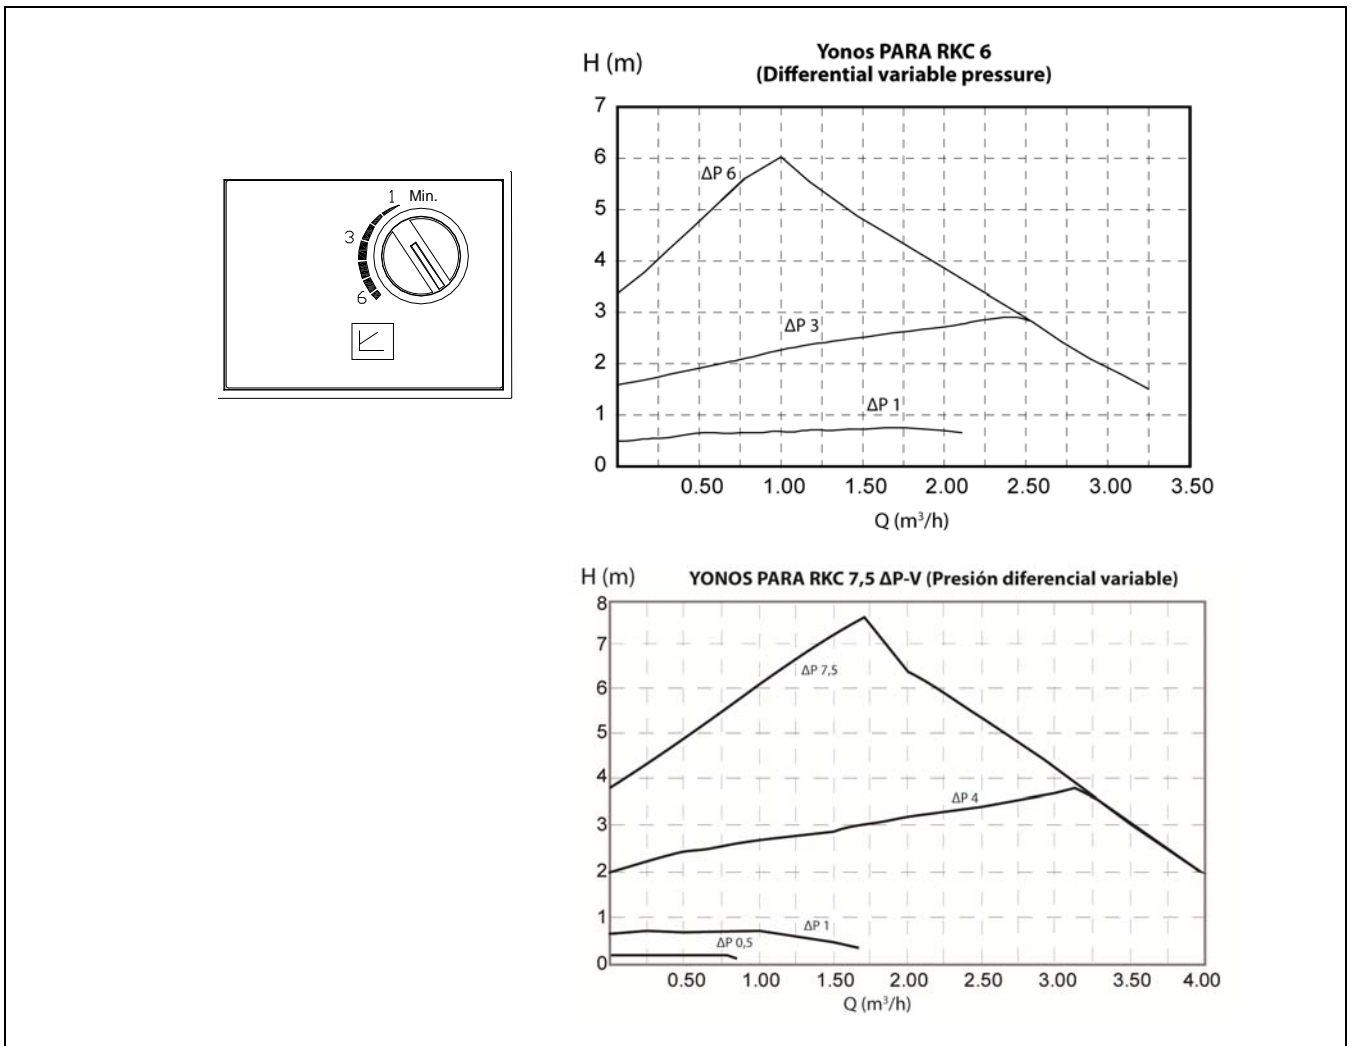 1 Min.
3
6
H (m)
Yonos PARA RKC 6
(Differential variable pressure)
7
6
5
4
3
2
1
0
ΔP 6
ΔP 3
ΔP 1
0.50 1.00 1.50 2.00 2.50 3.00 3.50
Q (m³/h)
H (m)
YONOS PARA RKC 7,5 ΔP-V (Presión diferencial variable)
8
7
6
5
4
3
2
1
0
ΔP 7,5
ΔP 4
ΔP 1
ΔP 0,5
0.50 1.00 1.50 2.00 2.50 3.00 3.50 4.00
Q (m³/h)